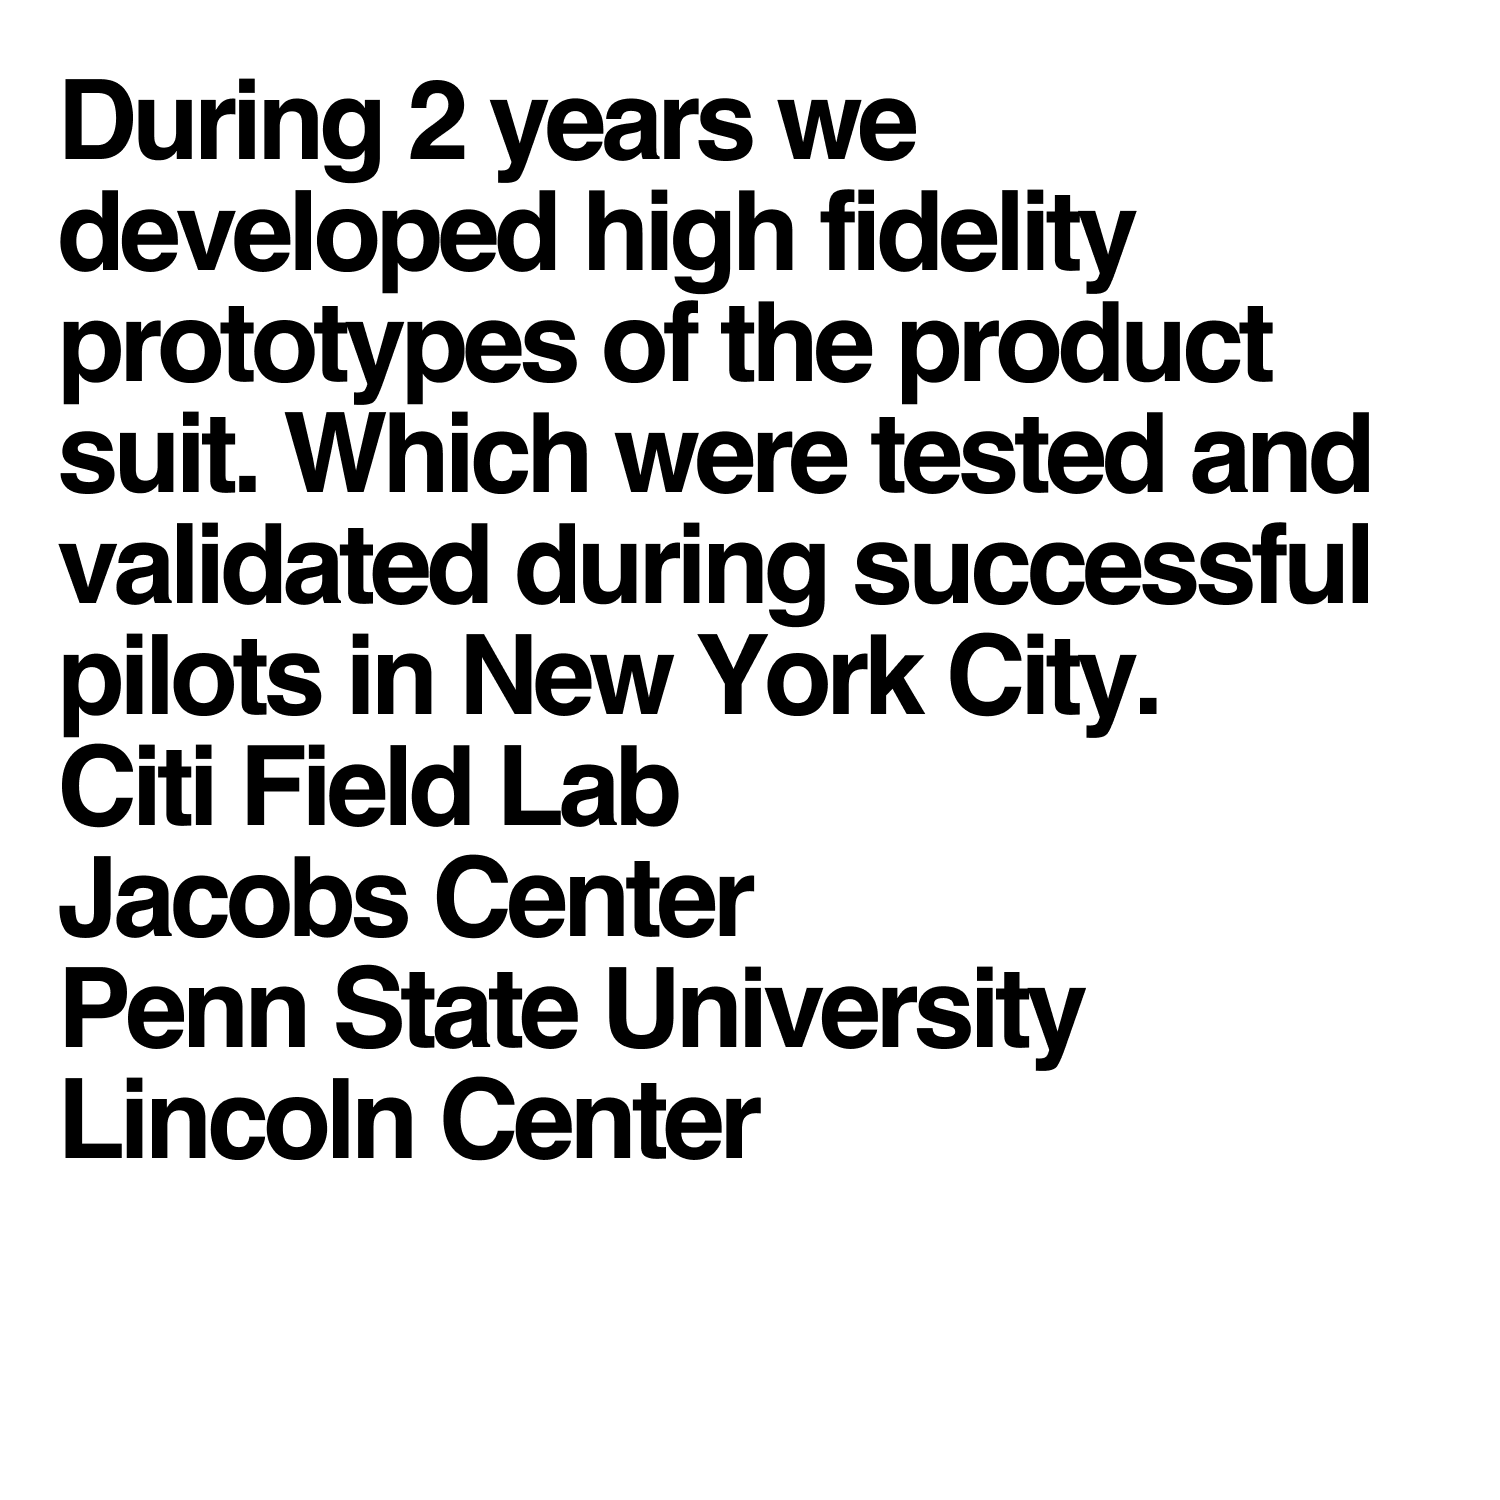 During 2 years we
developed high fidelity
prototypes of the product
suit. Which were tested and
validated during successful
pilots in New York City.
Citi Field Lab
Jacobs Center
Penn State University
Lincoln Center